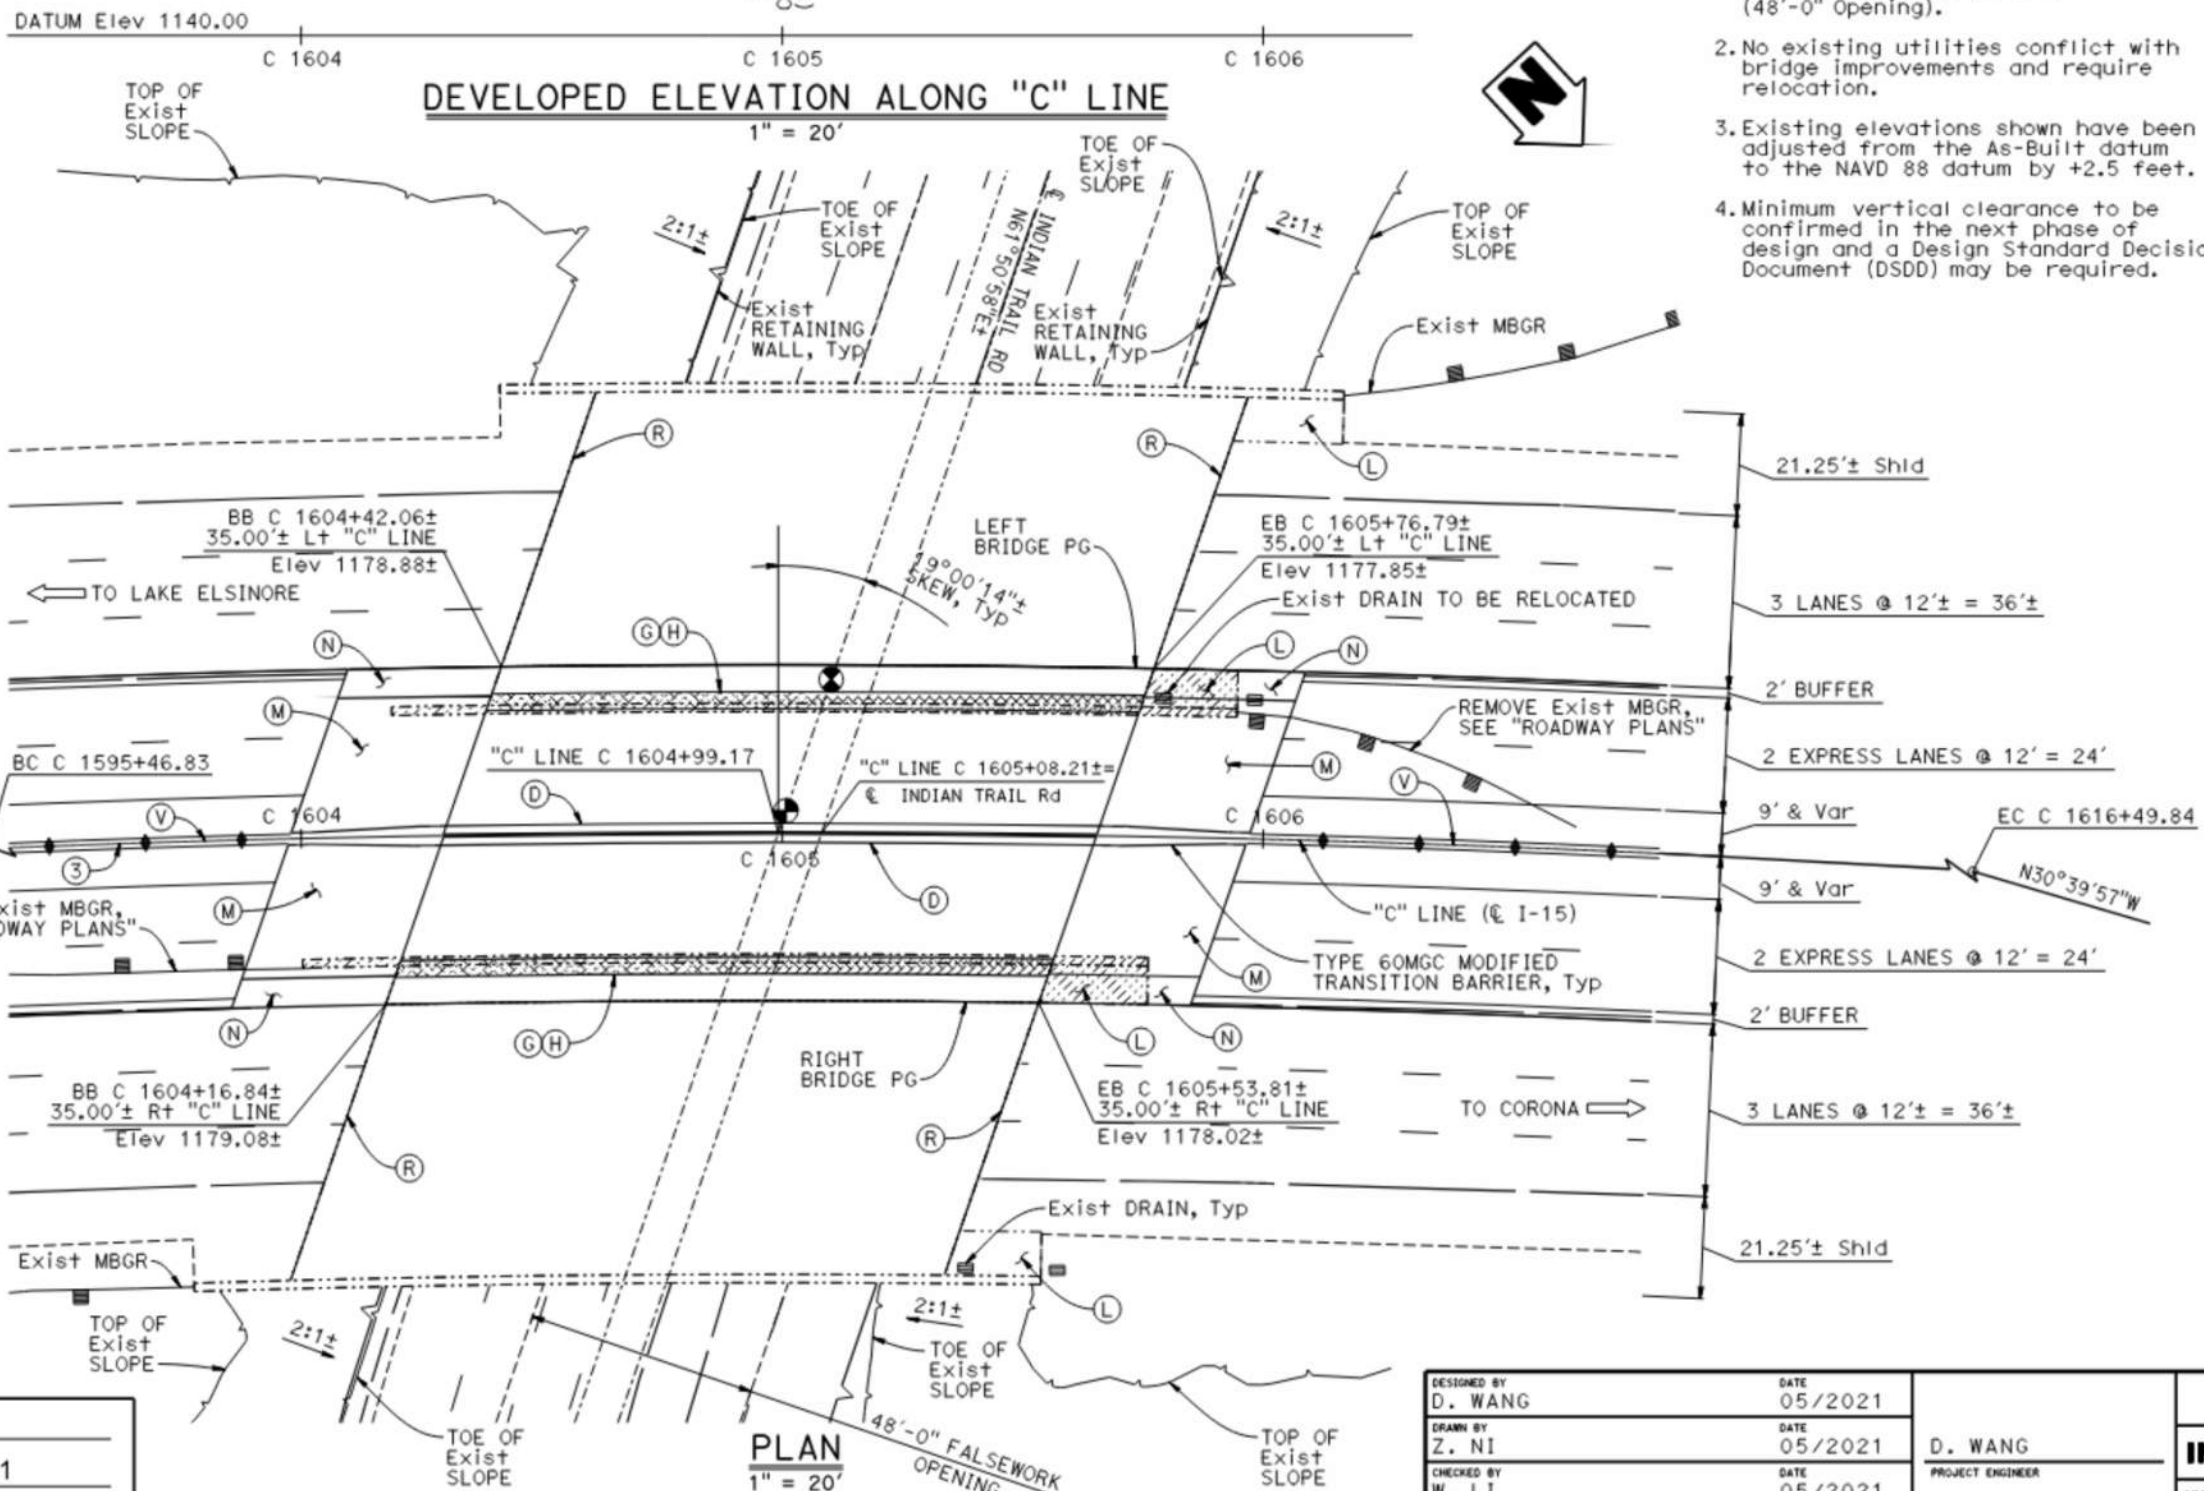 DATUM Elev 1140.00
C 1604
C 1605
C 1606
DEVELOPED ELEVATION ALONG "C" LINE
1" = 20'
N
(48'-0" Opening).
2. No existing utilities conflict with
bridge improvements and require
relocation.
3. Existing elevations shown have been
adjusted from the As-Built datum
to the NAVD 88 datum by +2.5 feet.
4. Minimum vertical clearance to be
confirmed in the next phase of
design and a Design Standard
Document (DSDD) may be required.
TOP OF
Exist
SLOPE
2:1±
TOE OF
Exist
SLOPE
TOE OF
Exist
SLOPE
2:1±
TOP OF
Exist
SLOPE
Exist
RETAINING
WALL, Typ
℄ INDIAN TRAIL RD
N61°50'58"E±
Exist
RETAINING
WALL, Typ
Exist MBGR
R
R
L
21.25'± Shld
BB C 1604+42.06±
35.00'± Lt "C" LINE
Elev 1178.88±
LEFT
BRIDGE PG
EB C 1605+76.79±
35.00'± Lt "C" LINE
Elev 1177.85±
19°00'14"±
SKEW, Typ
TO LAKE ELSINORE
Exist DRAIN TO BE RELOCATED
3 LANES @ 12'± = 36'±
N
G H
L
N
2' BUFFER
M
REMOVE Exist MBGR,
SEE "ROADWAY PLANS"
BC C 1595+46.83
"C" LINE C 1604+99.17
"C" LINE C 1605+08.21±=
℄ INDIAN TRAIL Rd
M
2 EXPRESS LANES @ 12' = 24'
D
V
V
C 1604
C 1606
9' & Var
EC C 1616+49.84
3
C 1605
N30°39'57"W
9' & Var
M
D
"C" LINE (℄ I-15)
MBGR,
PLANS"
M
TYPE 60MGC MODIFIED
TRANSITION BARRIER, Typ
2 EXPRESS LANES @ 12' = 24'
2' BUFFER
N
G H
L
N
RIGHT
BRIDGE PG
BB C 1604+16.84±
35.00'± Rt "C" LINE
Elev 1179.08±
EB C 1605+53.81±
35.00'± Rt "C" LINE
Elev 1178.02±
TO CORONA
3 LANES @ 12'± = 36'±
R
R
Exist DRAIN, Typ
Exist MBGR
21.25'± Shld
L
TOP OF
Exist
SLOPE
2:1±
2:1±
TOE OF
Exist
SLOPE
TOE OF
Exist
SLOPE
48'-0" FALSEWORK
OPENING
TOP OF
Exist
SLOPE
PLAN
1" = 20'
1
DESIGNED BY
D. WANG
DATE
05/2021
DRAWN BY
Z. NI
DATE
05/2021
D. WANG
PROJECT ENGINEER
CHECKED BY
W. LI
DATE
05/2021